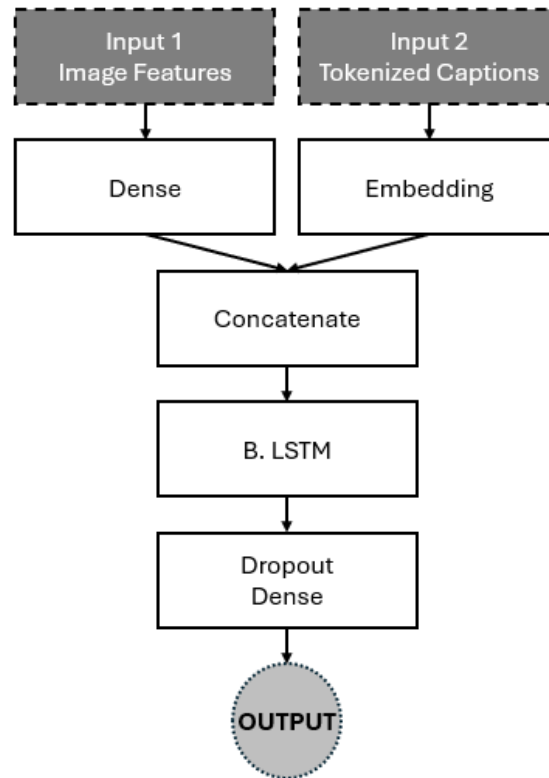 Input 1
Image Features
Input 2
Tokenized Captions
Dense
Embedding
Concatenate
B. LSTM
Dropout
Dense
OUTPUT